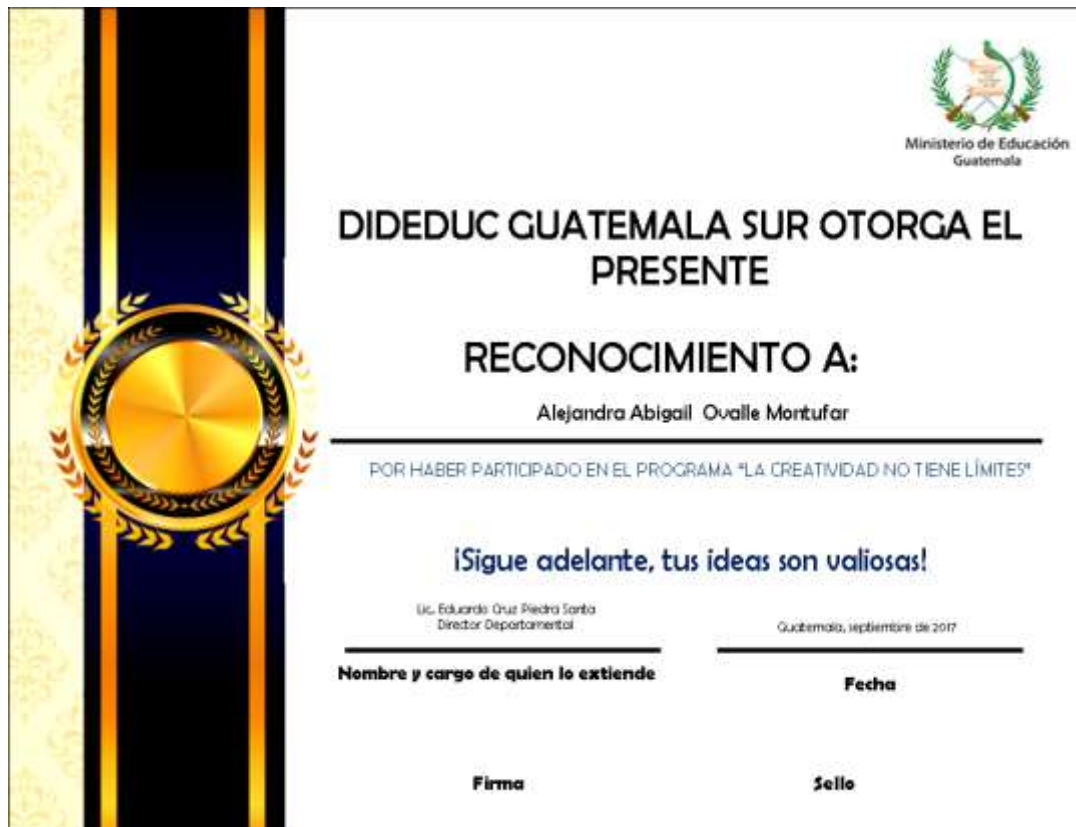 Ministerio de Educación
Guatemala
DIDEDUC GUATEMALA SUR OTORGA EL
PRESENTE
RECONOCIMIENTO A:
Alejandra Abigail Ovalle Montufar
POR HABER PARTICIPADO EN EL PROGRAMA "LA CREATIVIDAD NO TIENE LÍMITES"
¡Sigue adelante, tus ideas son valiosas!
Lic. Eduardo Cruz Piedra Santa
Director Departamental
Guatemala, septiembre de 2017
Nombre y cargo de quien lo extiende
Fecha
Firma
Sello